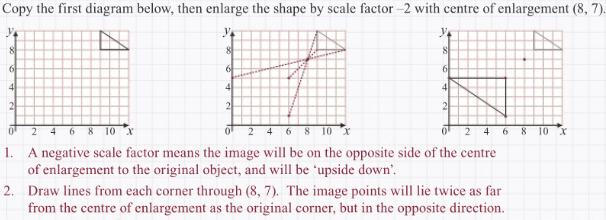 Copy the first diagram below, then enlarge the shape by scale factor –2 with centre of enlargement (8, 7).
y
8
6
4
2
0
2 4 6 8 10 x
y
8
6
4
2
0
2 4 6 8 10 x
y
8
6
4
2
0
2 4 6 8 10 x
1. A negative scale factor means the image will be on the opposite side of the centre
of enlargement to the original object, and will be ‘upside down’.
2. Draw lines from each corner through (8, 7). The image points will lie twice as far
from the centre of enlargement as the original corner, but in the opposite direction.